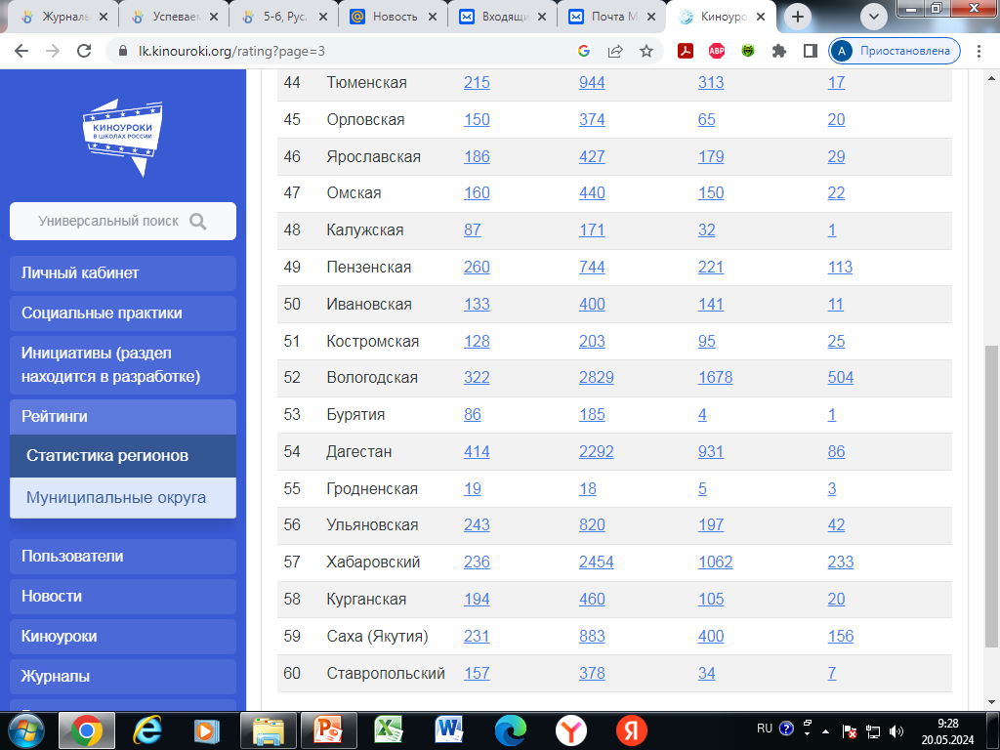 Журналь
Успеваем
5-6, Рус.
Новость
Входящи
Почта М
Киноуро
lk.kinouroki.org/rating?page=3
ABP
А Приостановлена
КИНОУРОКИ
В ШКОЛАХ РОССИИ
Универсальный поиск
Личный кабинет
Социальные практики
Инициативы (раздел
находится в разработке)
Рейтинги
Статистика регионов
Муниципальные округа
Пользователи
Новости
Киноуроки
Журналы
44 Тюменская 215 944 313 17
45 Орловская 150 374 65 20
46 Ярославская 186 427 179 29
47 Омская 160 440 150 22
48 Калужская 87 171 32 1
49 Пензенская 260 744 221 113
50 Ивановская 133 400 141 11
51 Костромская 128 203 95 25
52 Вологодская 322 2829 1678 504
53 Бурятия 86 185 4 1
54 Дагестан 414 2292 931 86
55 Гродненская 19 18 5 3
56 Ульяновская 243 820 197 42
57 Хабаровский 236 2454 1062 233
58 Курганская 194 460 105 20
59 Саха (Якутия) 231 883 400 156
60 Ставропольский 157 378 34 7
RU
9:28
20.05.2024